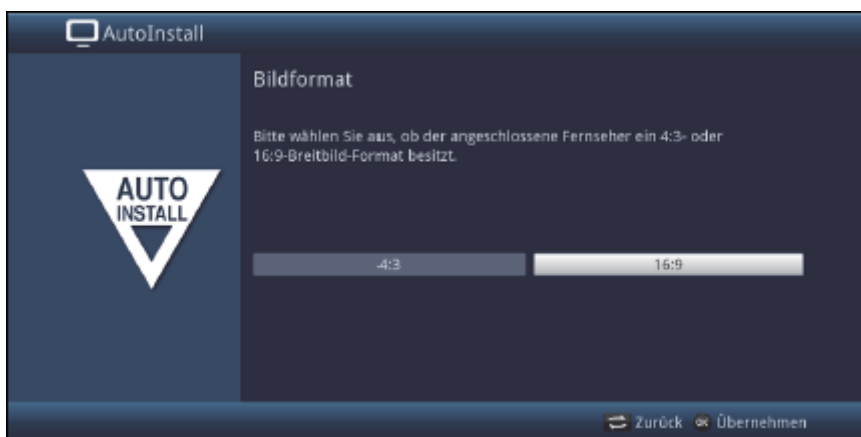 AutoInstall
Bildformat
Bitte wählen Sie aus, ob der angeschlossene Fernseher ein 4:3- oder
16:9-Breitbild-Format besitzt.
AUTO
INSTALL
4:3
16:9
Zurück OK Übernehmen